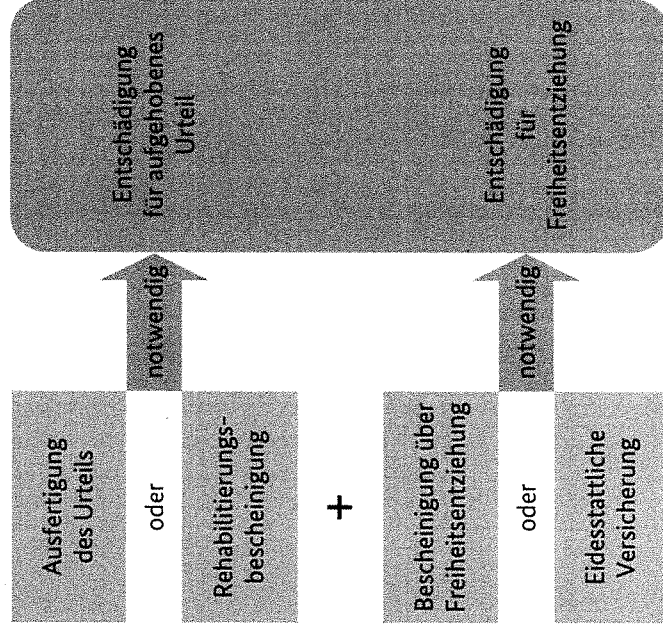 Ausfertigung
des Urteils
oder
Rehabilitierungs-
bescheinigung
notwendig
Entschädigung
für aufgehobenes
Urteil
+
Bescheinigung über
Freiheitsentziehung
oder
Eidesstattliche
Versicherung
notwendig
Entschädigung
für
Freiheitsentziehung